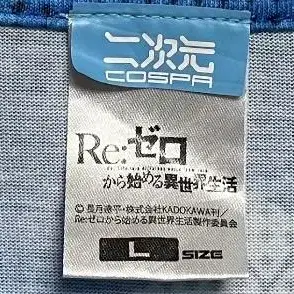 二次元
COSPA
Re:ゼロ
から始める異世界生活
©長月達平・株式会社KADOKAWA刊／
Re:ゼロから始める異世界生活製作委員会
L SIZE